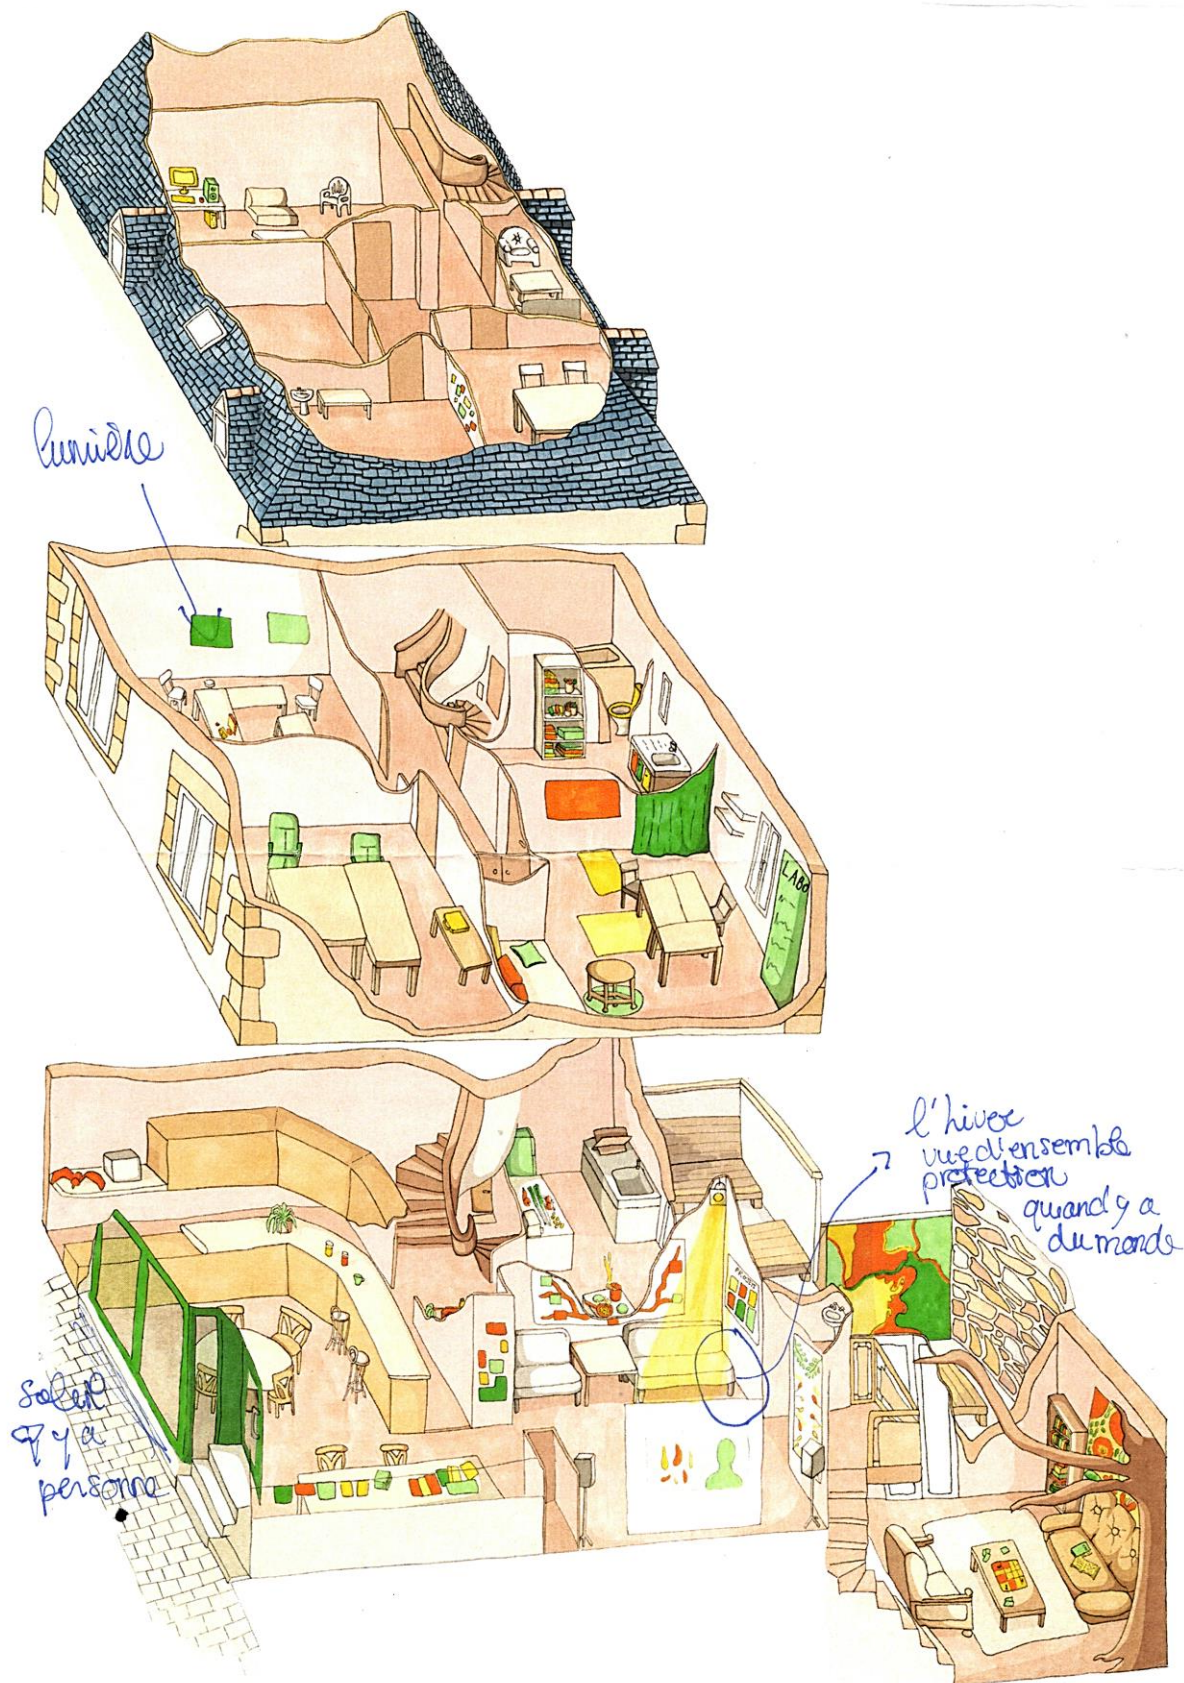 lumière
LABO
l'hiver
vue d'ensemble
protection
quand y a
du monde
soleil
q y a
personne